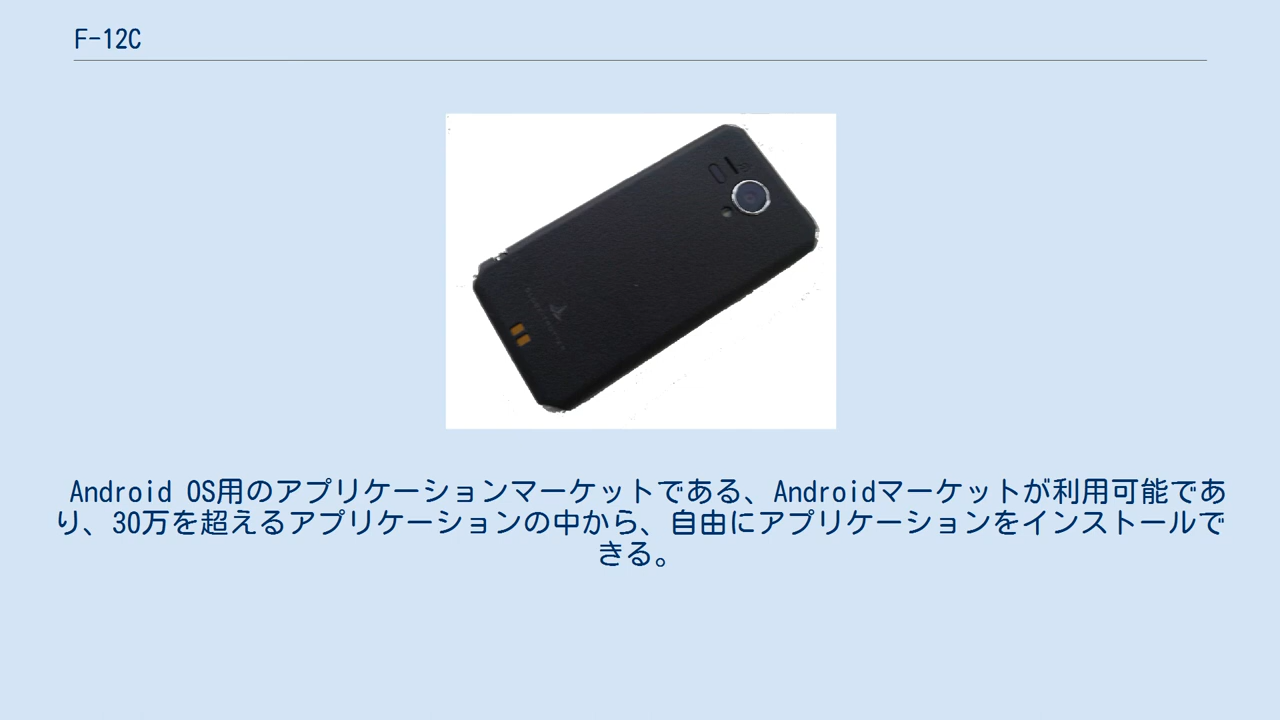 F-12C
Android OS用のアプリケーションマーケットである、Androidマーケットが利用可能であ
り、30万を超えるアプリケーションの中から、自由にアプリケーションをインストールで
きる。